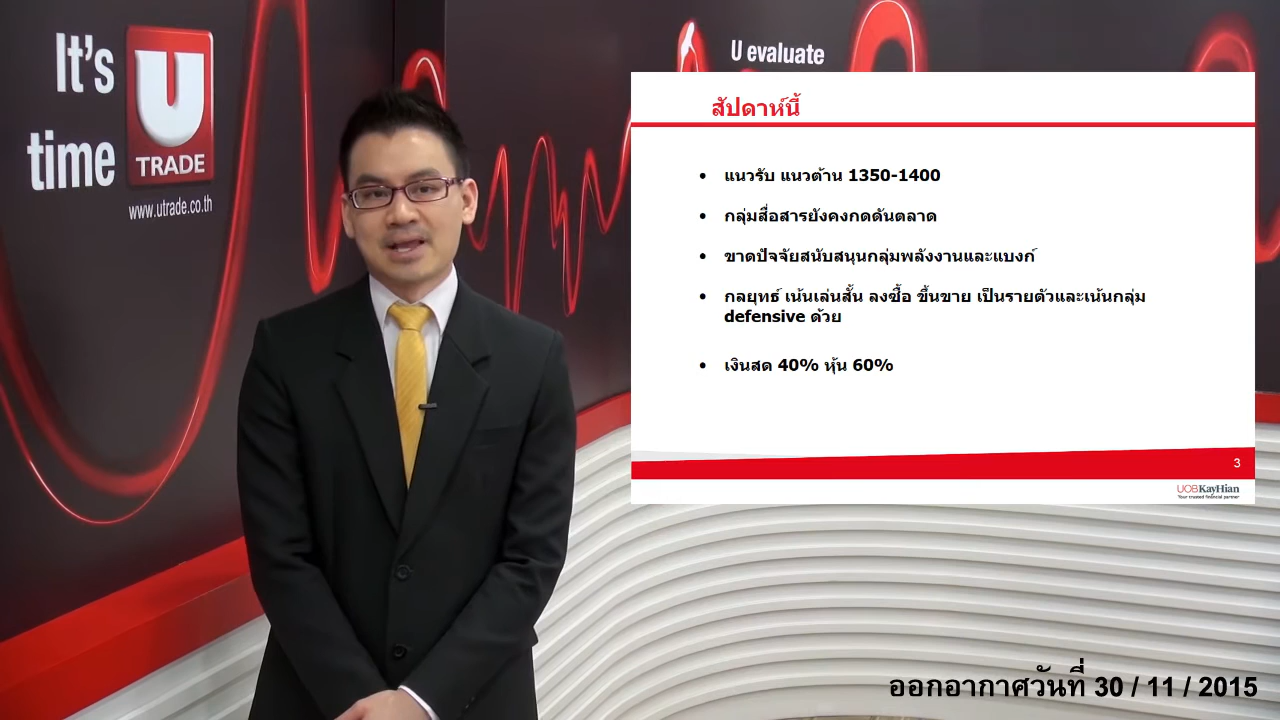 It's
time
U
TRADE
www.utrade.co.th
U evaluate
สัปดาห์นี้
• แนวรับ แนวต้าน 1350-1400
• กลุ่มสื่อสารยังคงกดดันตลาด
• ขาดปัจจัยสนับสนุนกลุ่มพลังงานและแบงก์
• กลยุทธ์ เน้นเล่นสั้น ลงซื้อ ขึ้นขาย เป็นรายตัวและเน้นกลุ่ม
defensive ด้วย
• เงินสด 40% หุ้น 60%
3
UOBKayHian
Your trusted financial partner
ออกอากาศวันที่ 30 / 11 / 2015